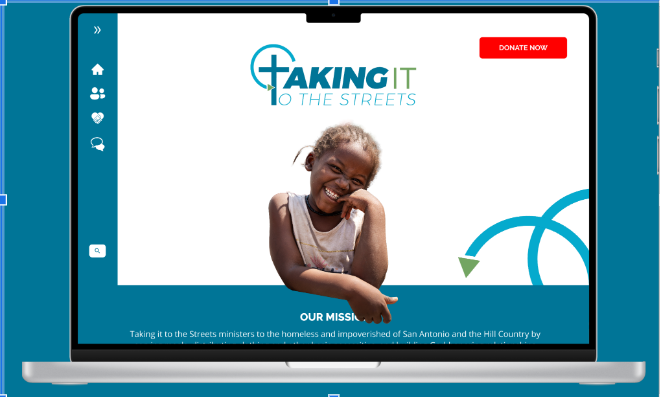 DONATE NOW
TAKING IT
TO THE STREETS
OUR MISSION
Taking it to the Streets ministers to the homeless and impoverished of San Antonio and the Hill Country by